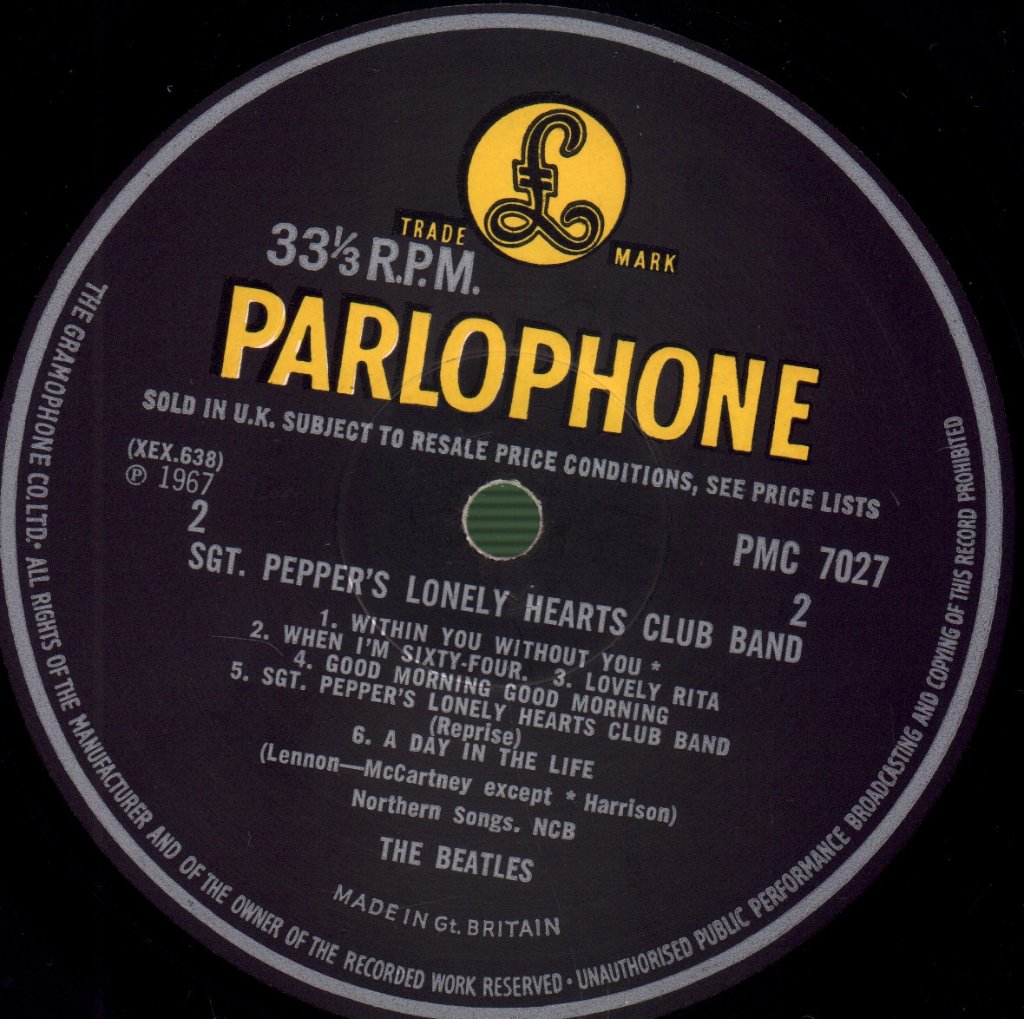 £
TRADE MARK
33⅓ R.P.M.
PARLOPHONE
SOLD IN U.K. SUBJECT TO RESALE PRICE CONDITIONS, SEE PRICE LISTS
(XEX.638)
℗ 1967
2
PMC 7027
2
SGT. PEPPER'S LONELY HEARTS CLUB BAND
1. WITHIN YOU WITHOUT YOU *
2. WHEN I'M SIXTY-FOUR. 3. LOVELY RITA
4. GOOD MORNING GOOD MORNING
5. SGT. PEPPER'S LONELY HEARTS CLUB BAND
(Reprise)
6. A DAY IN THE LIFE
(Lennon—McCartney except * Harrison)
Northern Songs. NCB
THE BEATLES
MADE IN Gt. BRITAIN
THE GRAMOPHONE CO. LTD. • ALL RIGHTS OF THE MANUFACTURER AND OF THE OWNER OF THE RECORDED WORK RESERVED • UNAUTHORISED PUBLIC PERFORMANCE BROADCASTING AND COPYING OF THIS RECORD PROHIBITED